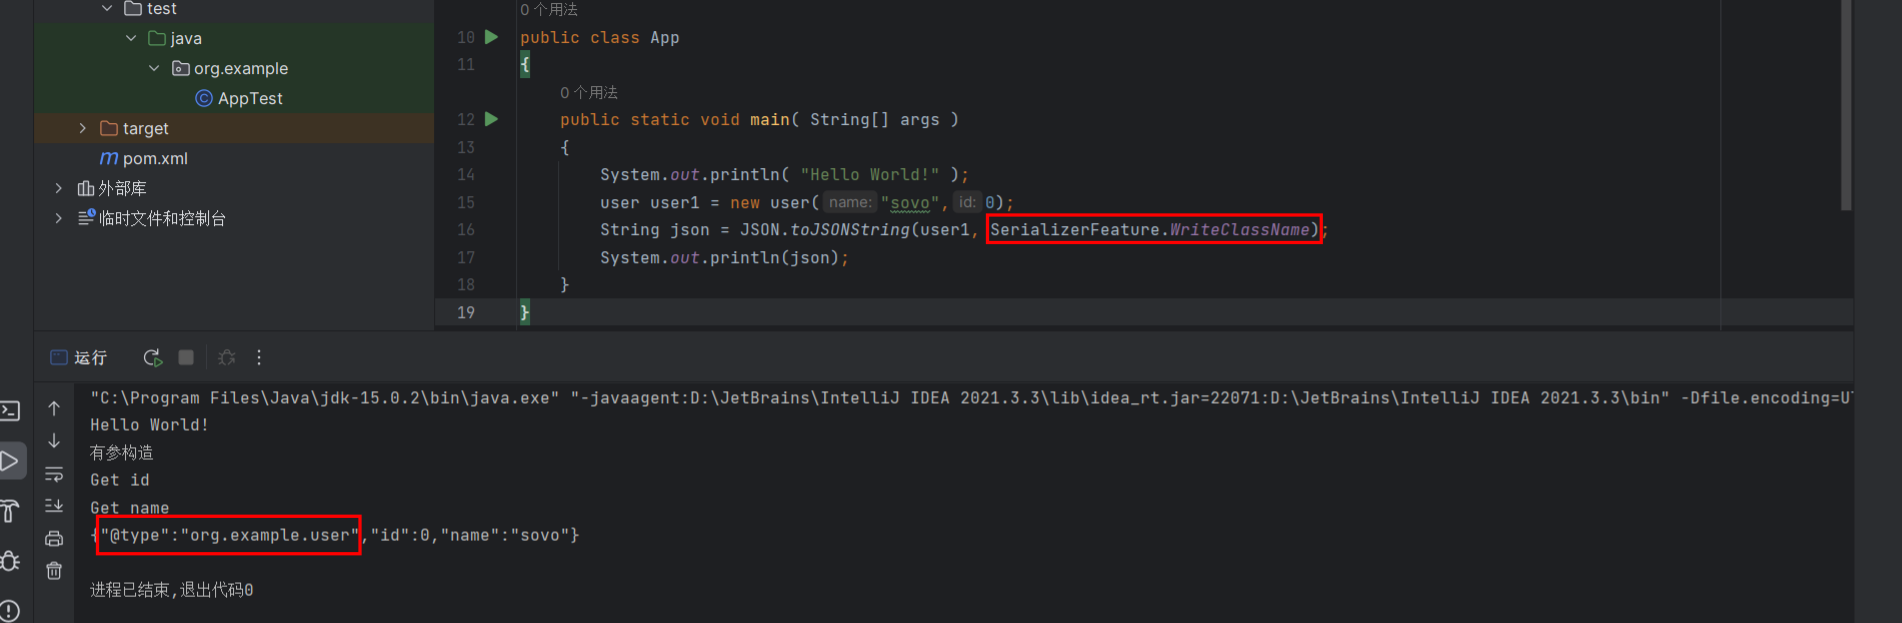 test
java
org.example
AppTest
target
pom.xml
外部库
临时文件和控制台
0 个用法
10 public class App
11 {
0 个用法
12 public static void main( String[] args )
13 {
14 System.out.println( "Hello World!" );
15 user user1 = new user( name: "sovo", id: 0);
16 String json = JSON.toJSONString(user1, SerializerFeature.WriteClassName);
17 System.out.println(json);
18 }
19 }
运行
"C:\Program Files\Java\jdk-15.0.2\bin\java.exe" "-javaagent:D:\JetBrains\IntelliJ IDEA 2021.3.3\lib\idea_rt.jar=22071:D:\JetBrains\IntelliJ IDEA 2021.3.3\bin" -Dfile.encoding=U
Hello World!
有参构造
Get id
Get name
{"@type":"org.example.user","id":0,"name":"sovo"}
进程已结束,退出代码0